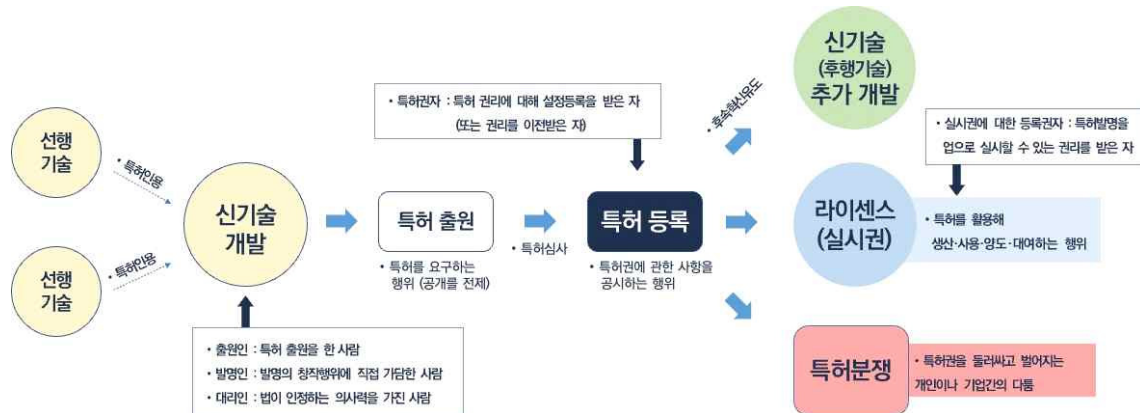 선행
기술
• 특허인용
선행
기술
• 특허인용
신기술
개발
• 출원인 : 특허 출원을 한 사람
• 발명인 : 발명의 창작행위에 직접 가담한 사람
• 대리인 : 법이 인정하는 의사력을 가진 사람
특허 출원
• 특허를 요구하는
행위 (공개를 전제)
• 특허심사
• 특허권자 : 특허 권리에 대해 설정등록을 받은 자
(또는 권리를 이전받은 자)
특허 등록
• 특허권에 관한 사항을
공시하는 행위
• 후속혁신유도
신기술
(후행기술)
추가 개발
• 실시권에 대한 등록권자 : 특허발명을
업으로 실시할 수 있는 권리를 받은 자
라이센스
(실시권)
• 특허를 활용해
생산·사용·양도·대여하는 행위
특허분쟁
• 특허권을 둘러싸고 벌어지는
개인이나 기업간의 다툼